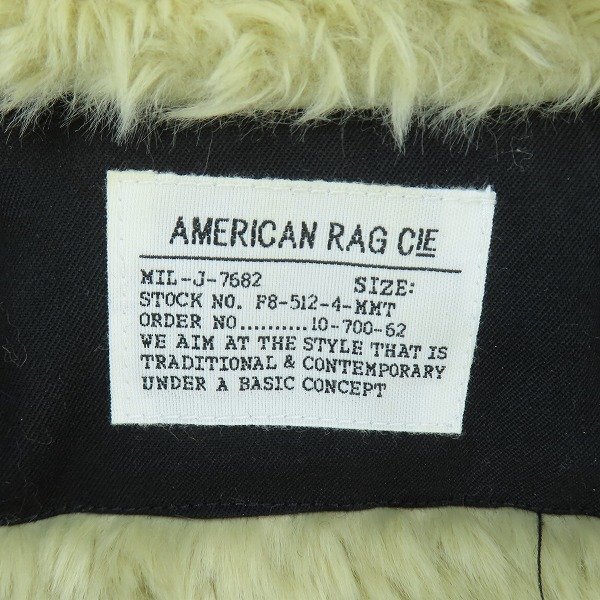 AMERICAN RAG CIE
MIL-J-7682 SIZE:
STOCK NO. F8-512-4-MMT
ORDER NO..........10-700-62
WE AIM AT THE STYLE THAT IS
TRADITIONAL & CONTEMPORARY
UNDER A BASIC CONCEPT